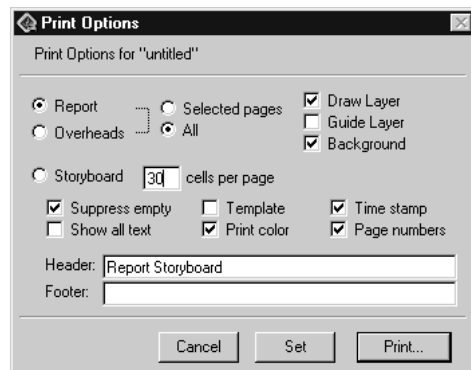 Print Options
Print Options for "untitled"
Report Selected pages Draw Layer
Overheads All Guide Layer
Background
Storyboard 30 cells per page
Suppress empty Template Time stamp
Show all text Print color Page numbers
Header: Report Storyboard
Footer:
Cancel Set Print...